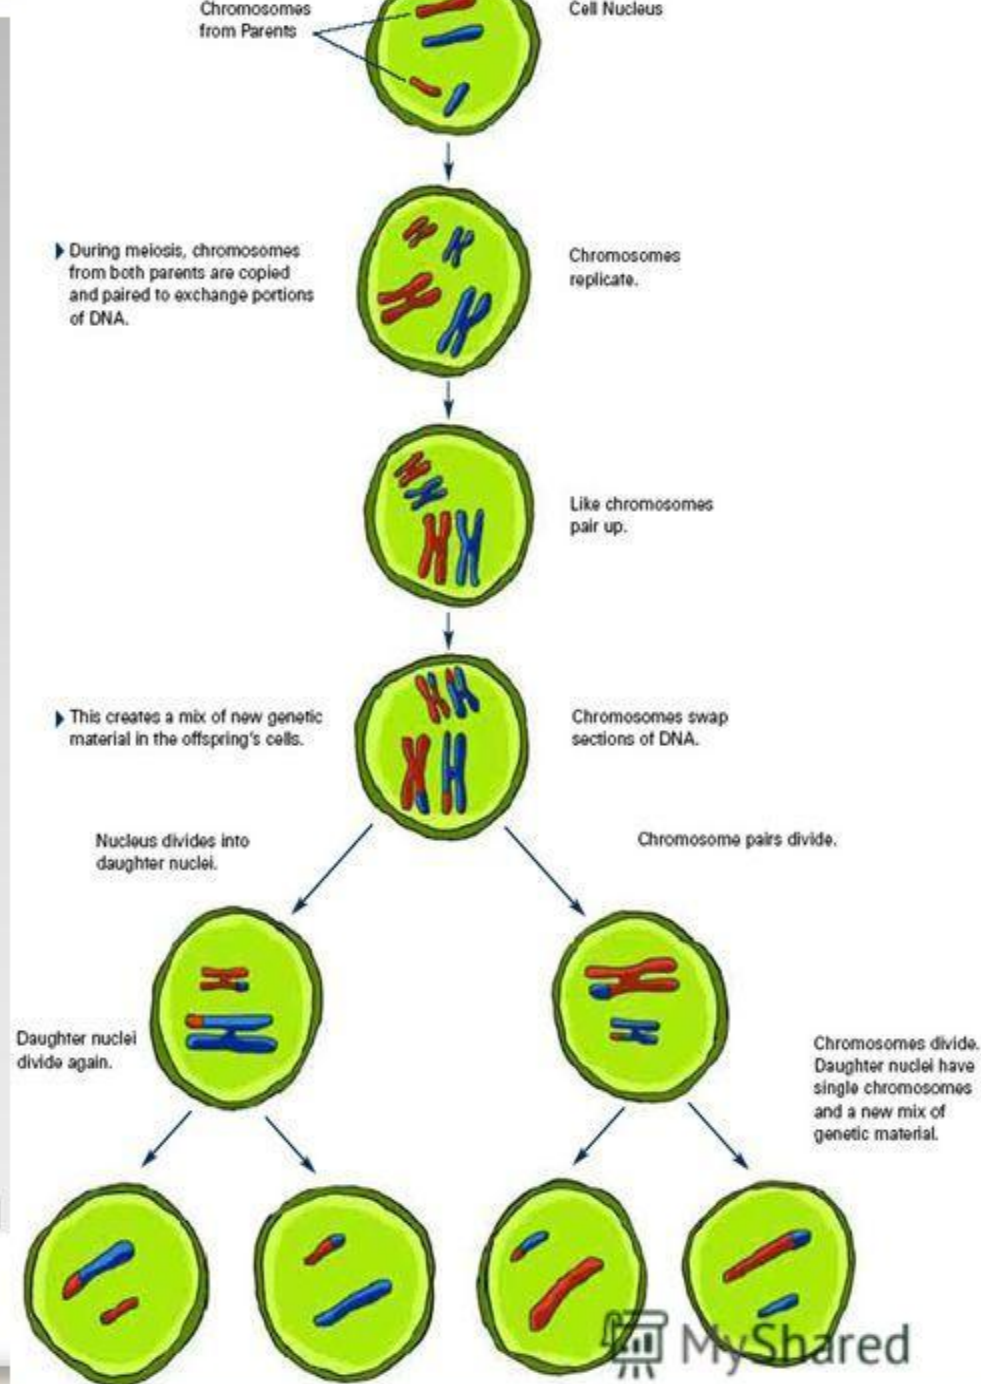 Chromosomes
from Parents
Cell Nucleus
During meiosis, chromosomes
from both parents are copied
and paired to exchange portions
of DNA.
Chromosomes
replicate.
Like chromosomes
pair up.
This creates a mix of new genetic
material in the offspring's cells.
Chromosomes swap
sections of DNA.
Nucleus divides into
daughter nuclei.
Chromosome pairs divide.
Daughter nuclei
divide again.
Chromosomes divide.
Daughter nuclei have
single chromosomes
and a new mix of
genetic material.
MyShared